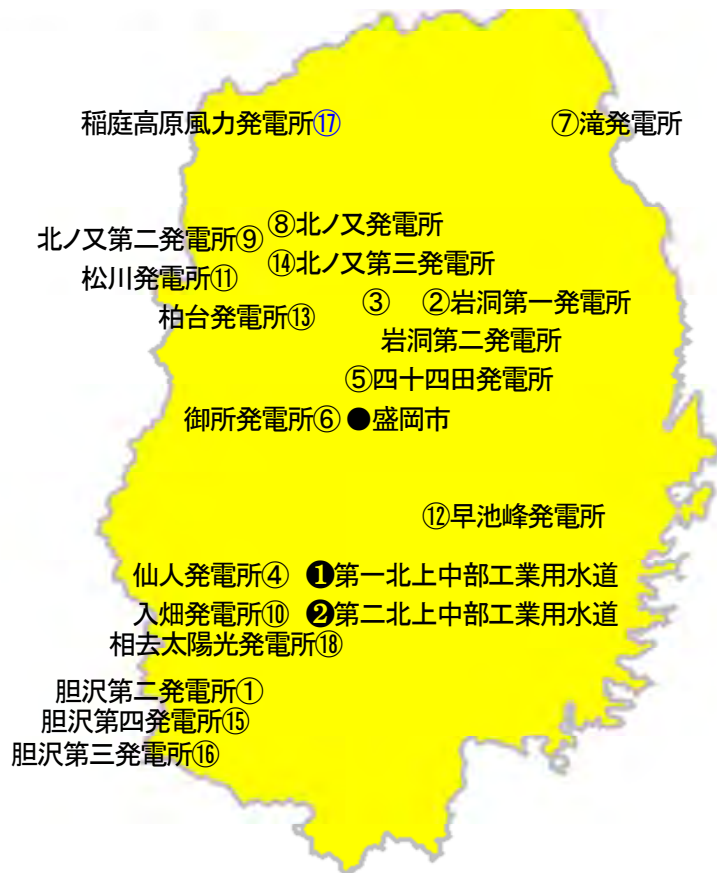 稲庭高原風力発電所⑰
⑦滝発電所
⑧北ノ又発電所
北ノ又第二発電所⑨
⑭北ノ又第三発電所
松川発電所⑪
③ ②岩洞第一発電所
柏台発電所⑬
岩洞第二発電所
⑤四十四田発電所
御所発電所⑥ ●盛岡市
⑫早池峰発電所
仙人発電所④ ❶第一北上中部工業用水道
入畑発電所⑩ ❷第二北上中部工業用水道
相去太陽光発電所⑱
胆沢第二発電所①
胆沢第四発電所⑮
胆沢第三発電所⑯